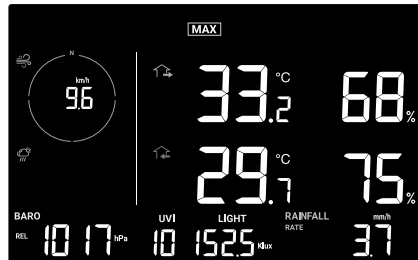 MAX
N
km/h
9.6
33.2 °C 68 %
29.7 °C 75 %
BARO UVI LIGHT RAINFALL mm/h
REL 1017 hPa 10 152.5 Klux RATE 3.7